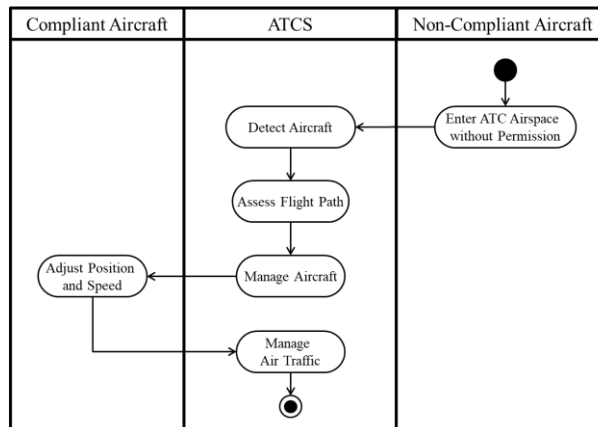 Compliant Aircraft
ATCS
Non-Compliant Aircraft
Enter ATC Airspace
without Permission
Detect Aircraft
Assess Flight Path
Manage Aircraft
Adjust Position
and Speed
Manage
Air Traffic